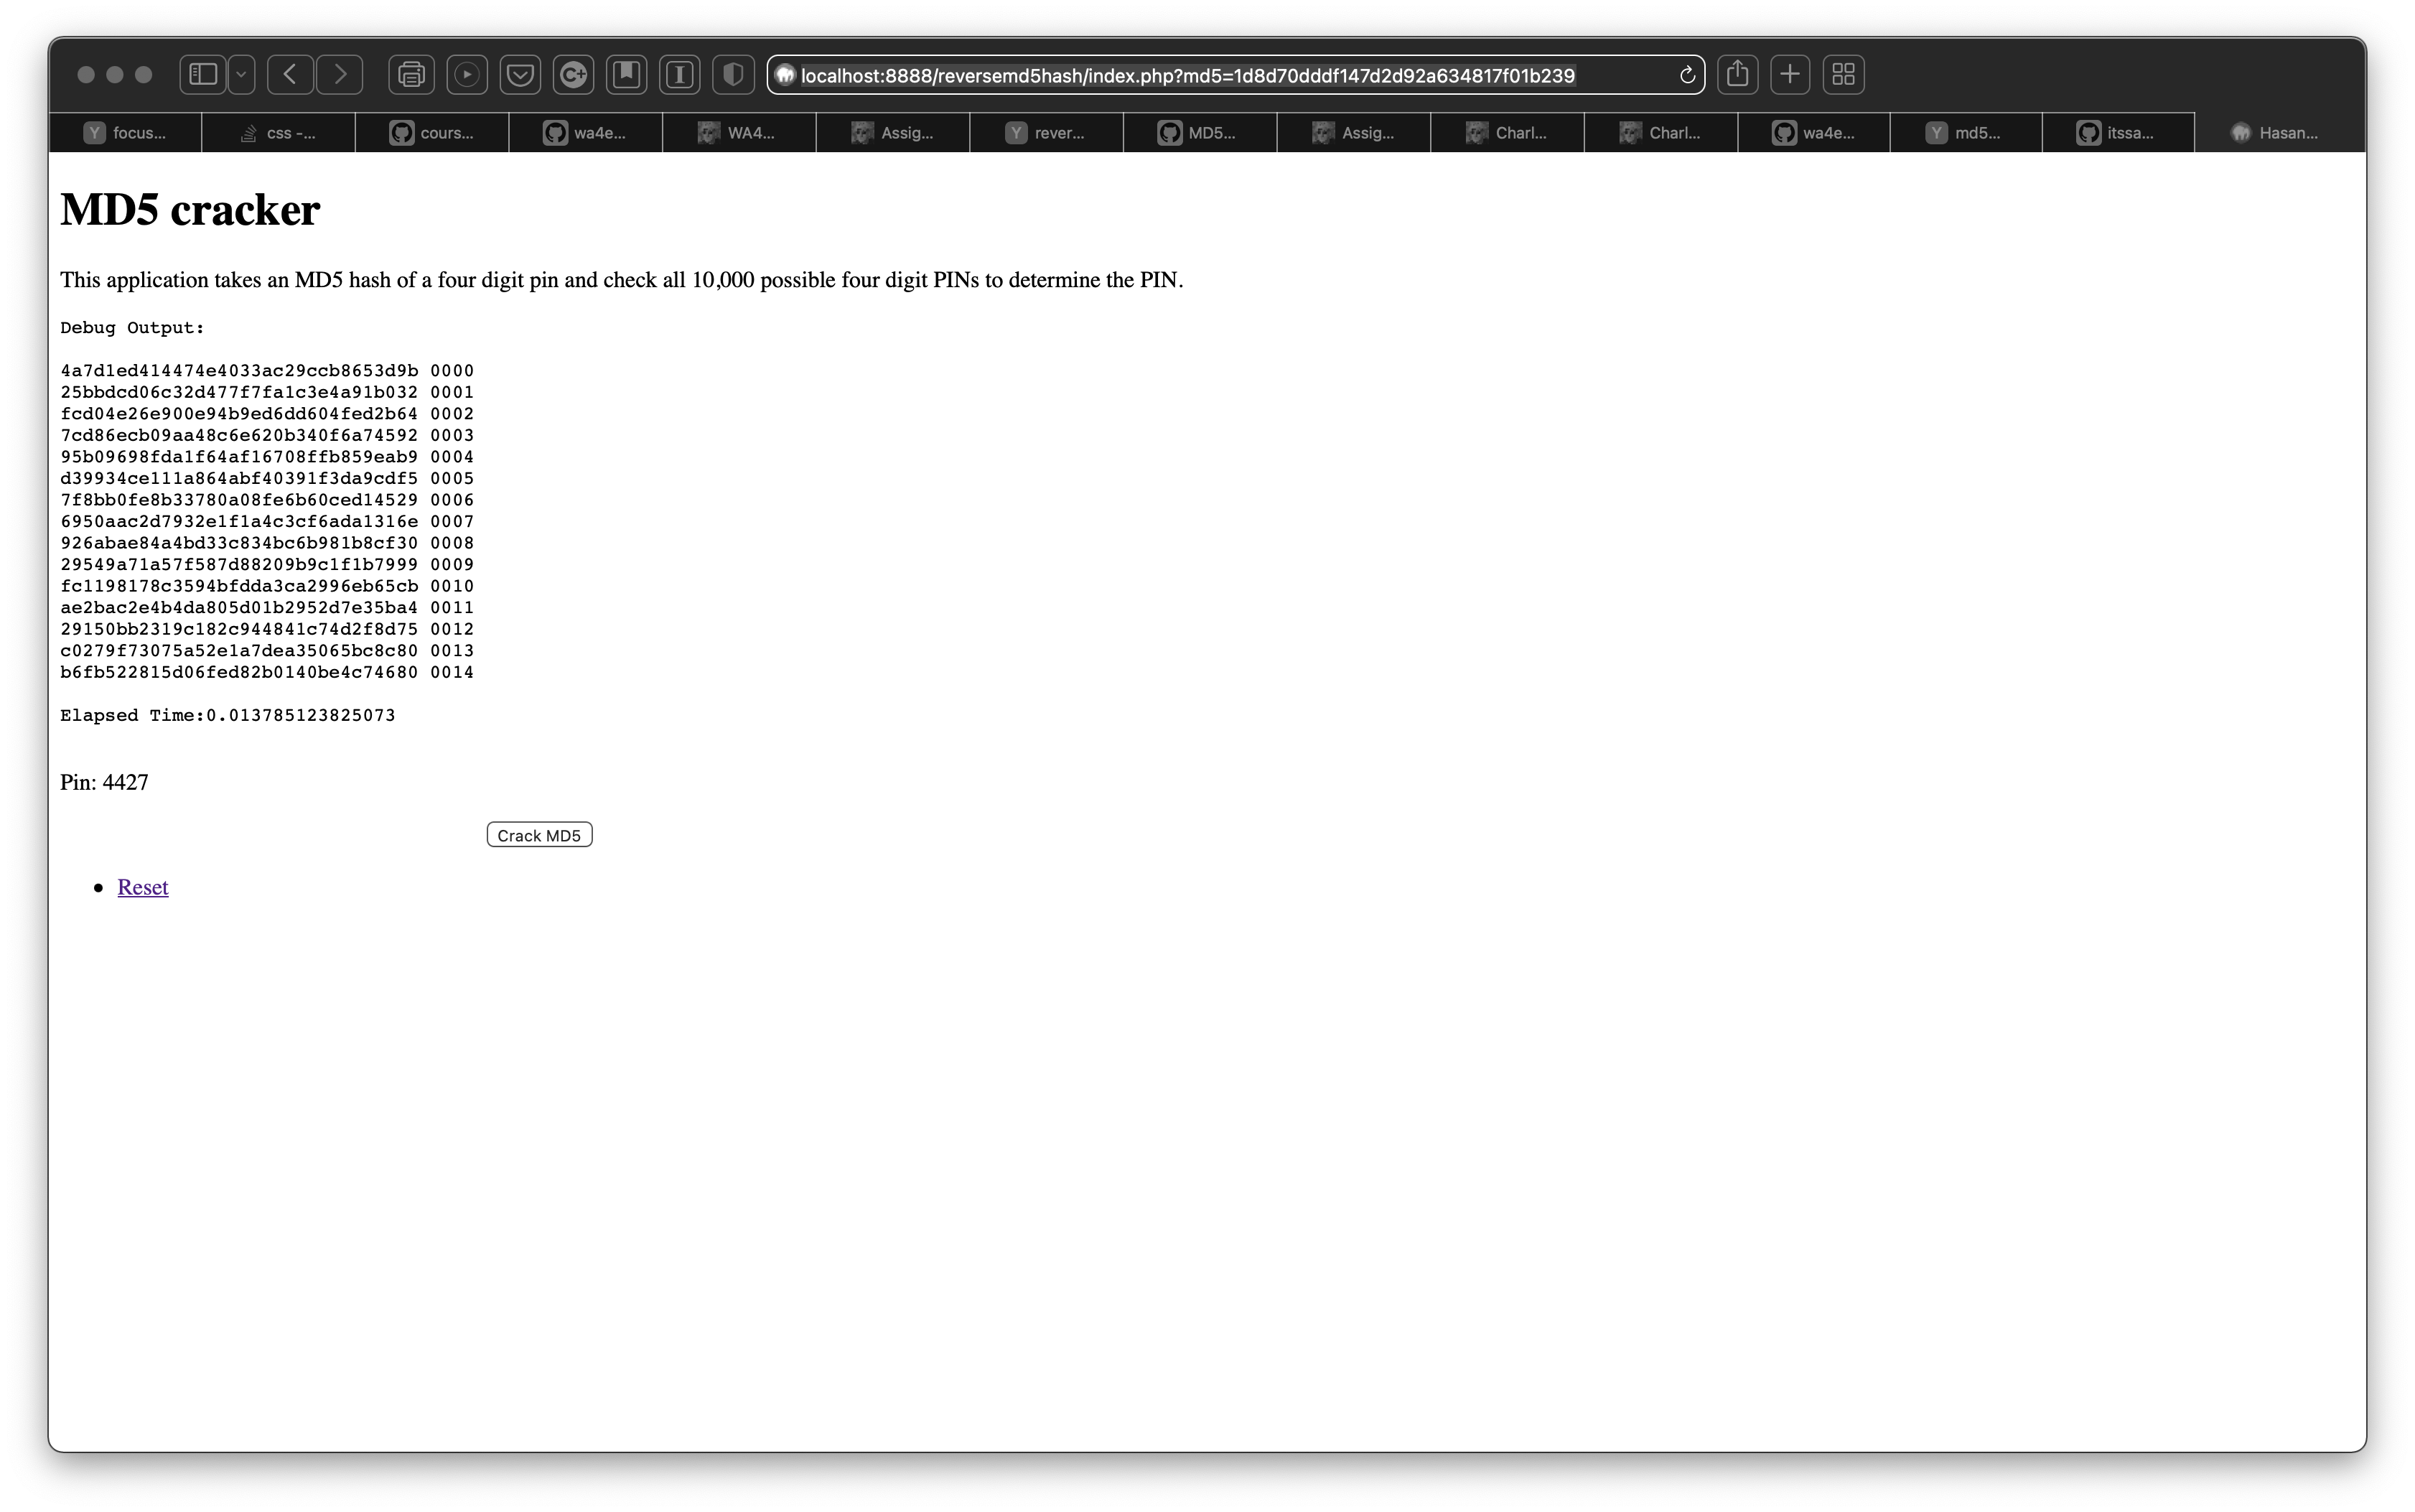 localhost:8888/reversemd5hash/index.php?md5=1d8d70dddf147d2d92a634817f01b239
focus... css -... cours... wa4e... WA4... Assig... rever... MD5... Assig... Charl... Charl... wa4e... md5... itssa... Hasan...
MD5 cracker
This application takes an MD5 hash of a four digit pin and check all 10,000 possible four digit PINs to determine the PIN.
Debug Output:
4a7d1ed414474e4033ac29ccb8653d9b 0000
25bbdcd06c32d477f7fa1c3e4a91b032 0001
fcd04e26e900e94b9ed6dd604fed2b64 0002
7cd86ecb09aa48c6e620b340f6a74592 0003
95b09698fda1f64af16708ffb859eab9 0004
d39934ce111a864abf40391f3da9cdf5 0005
7f8bb0fe8b33780a08fe6b60ced14529 0006
6950aac2d7932e1f1a4c3cf6ada1316e 0007
926abae84a4bd33c834bc6b981b8cf30 0008
29549a71a57f587d88209b9c1f1b7999 0009
fc1198178c3594bfdda3ca2996eb65cb 0010
ae2bac2e4b4da805d01b2952d7e35ba4 0011
29150bb2319c182c944841c74d2f8d75 0012
c0279f73075a52e1a7dea35065bc8c80 0013
b6fb522815d06fed82b0140be4c74680 0014
Elapsed Time:0.013785123825073
Pin: 4427
Crack MD5
Reset